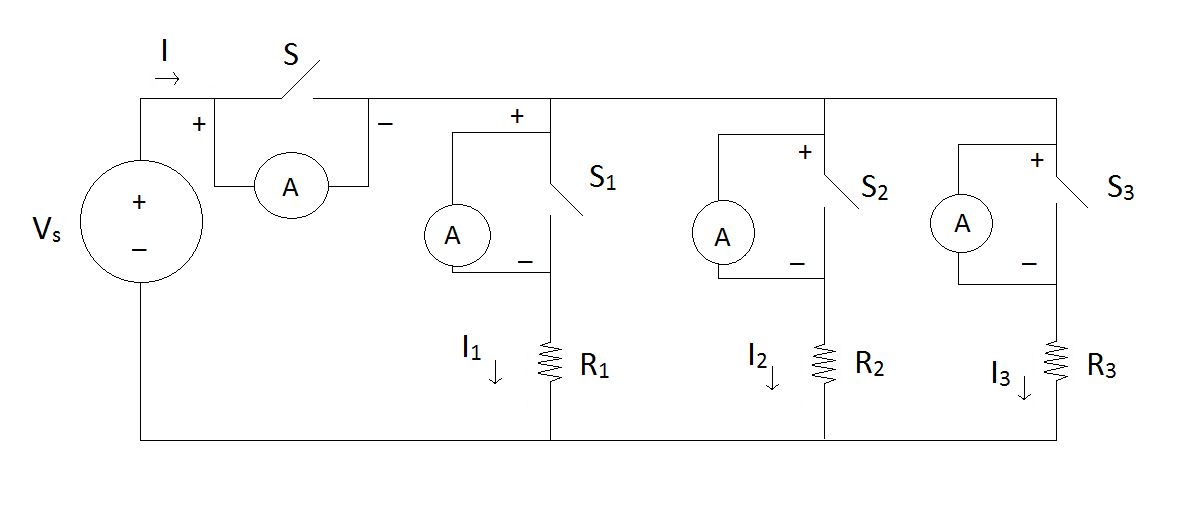 I
S
+
–
+
A
S₁
+
S₂
+
S₃
+
–
Vₛ
A
A
A
–
–
–
I₁
R₁
I₂
R₂
I₃
R₃